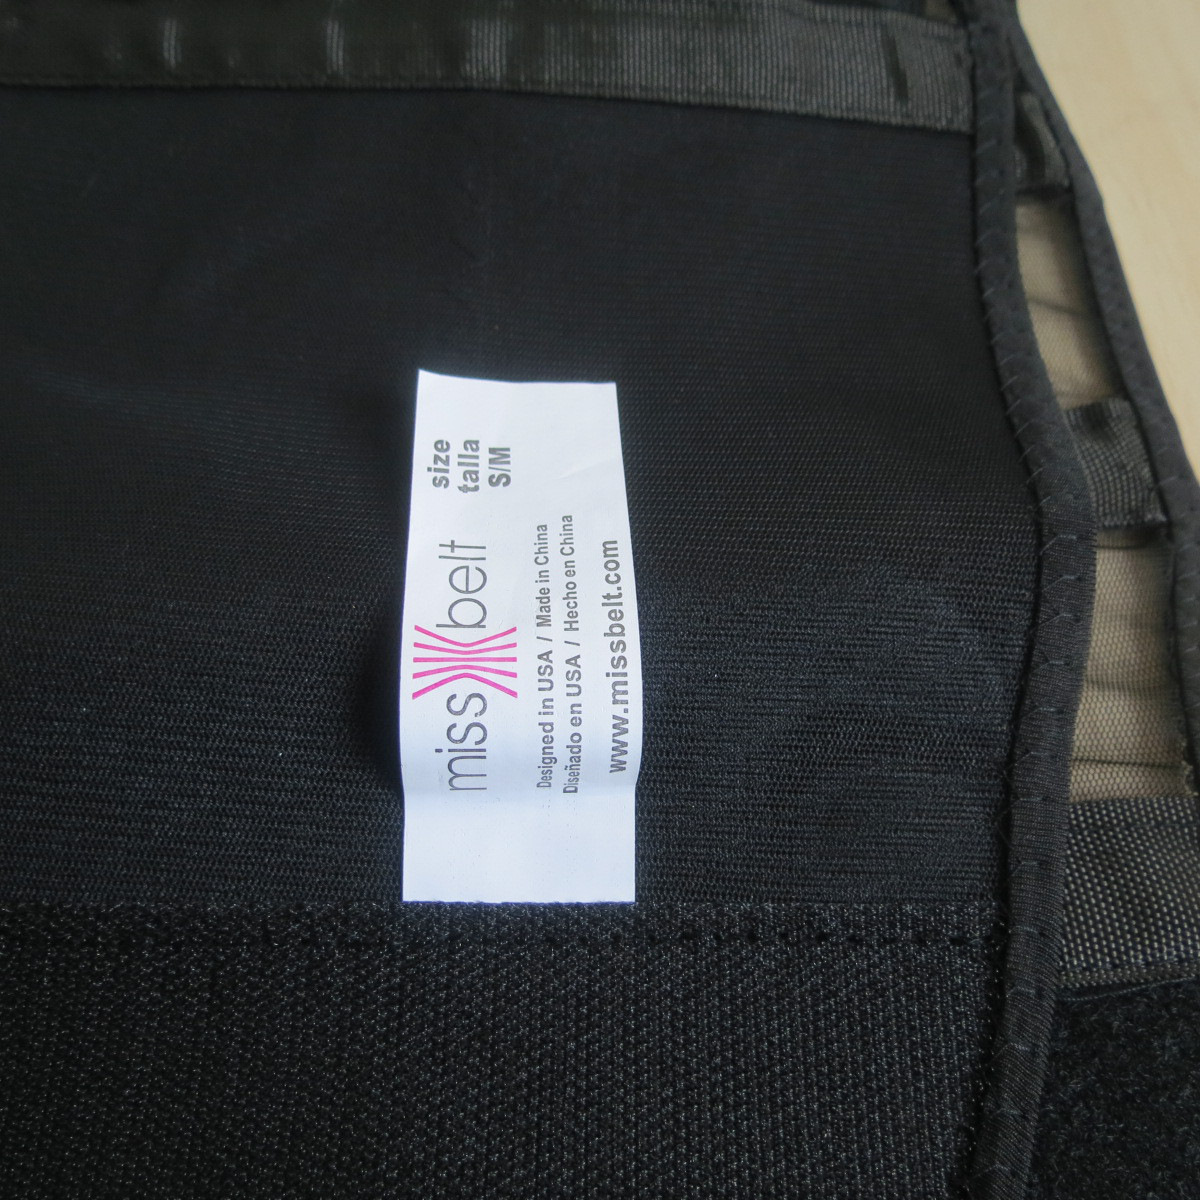 miss belt
size
talla
S/M
Designed in USA / Made in China
Diseñado en USA / Hecho en China
www.missbelt.com